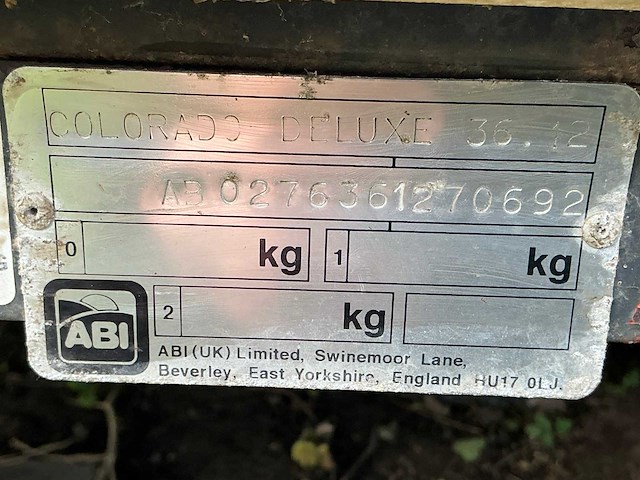 COLORADO DELUXE 36.12
AB0276361270692
0 kg 1 kg
2 kg
ABI
ABI (UK) Limited, Swinemoor Lane,
Beverley, East Yorkshire, England HU17 0LJ.